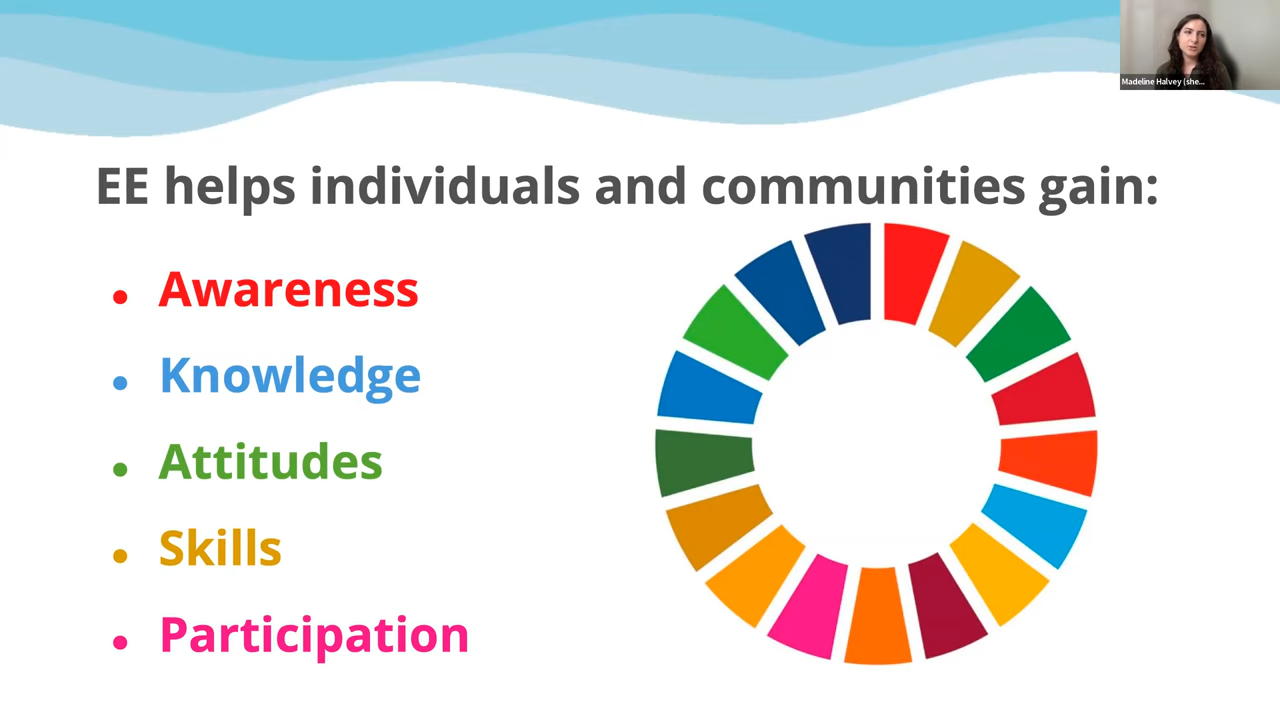 Madeline Halvey (she...
EE helps individuals and communities gain:
• Awareness
• Knowledge
• Attitudes
• Skills
• Participation